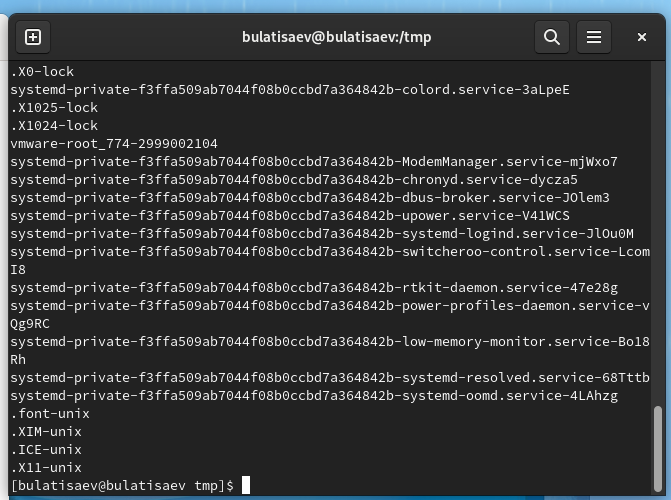 bulatisaev@bulatisaev:/tmp
.X0-lock
systemd-private-f3ffa509ab7044f08b0ccbd7a364842b-colord.service-3aLpeE
.X1025-lock
.X1024-lock
vmware-root_774-2999002104
systemd-private-f3ffa509ab7044f08b0ccbd7a364842b-ModemManager.service-mjWxo7
systemd-private-f3ffa509ab7044f08b0ccbd7a364842b-chronyd.service-dycza5
systemd-private-f3ffa509ab7044f08b0ccbd7a364842b-dbus-broker.service-JOlem3
systemd-private-f3ffa509ab7044f08b0ccbd7a364842b-upower.service-V41WCS
systemd-private-f3ffa509ab7044f08b0ccbd7a364842b-systemd-logind.service-JlOu0M
systemd-private-f3ffa509ab7044f08b0ccbd7a364842b-switcheroo-control.service-Lcom
I8
systemd-private-f3ffa509ab7044f08b0ccbd7a364842b-rtkit-daemon.service-47e28g
systemd-private-f3ffa509ab7044f08b0ccbd7a364842b-power-profiles-daemon.service-v
Qg9RC
systemd-private-f3ffa509ab7044f08b0ccbd7a364842b-low-memory-monitor.service-Bo18
Rh
systemd-private-f3ffa509ab7044f08b0ccbd7a364842b-systemd-resolved.service-68Tttb
systemd-private-f3ffa509ab7044f08b0ccbd7a364842b-systemd-oomd.service-4LAhzg
.font-unix
.XIM-unix
.ICE-unix
.X11-unix
[bulatisaev@bulatisaev tmp]$